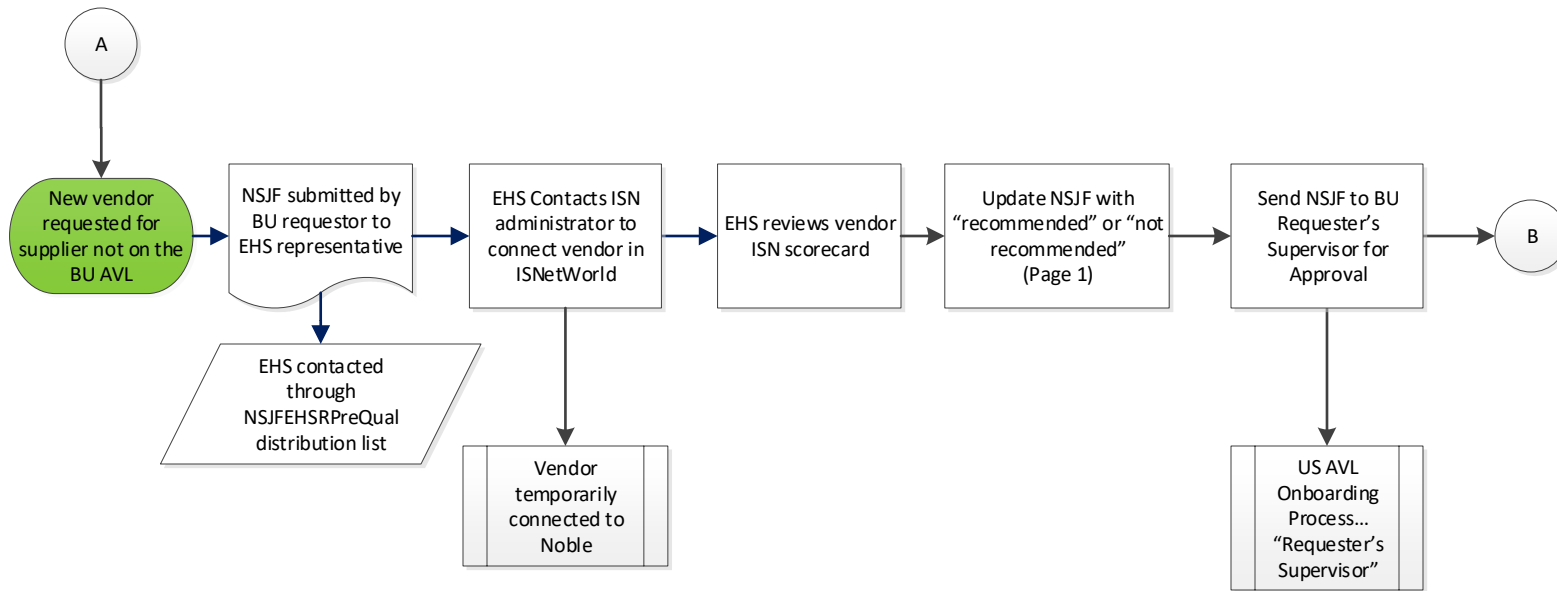 A
New vendor
requested for
supplier not on the
BU AVL
NSJF submitted by
BU requestor to
EHS representative
EHS Contacts ISN
administrator to
connect vendor in
ISNetWorld
EHS reviews vendor
ISN scorecard
Update NSJF with
“recommended” or “not
recommended”
(Page 1)
Send NSJF to BU
Requester’s
Supervisor for
Approval
B
EHS contacted
through
NSJFEHSRPreQual
distribution list
Vendor
temporarily
connected to
Noble
US AVL
Onboarding
Process…
“Requester’s
Supervisor”